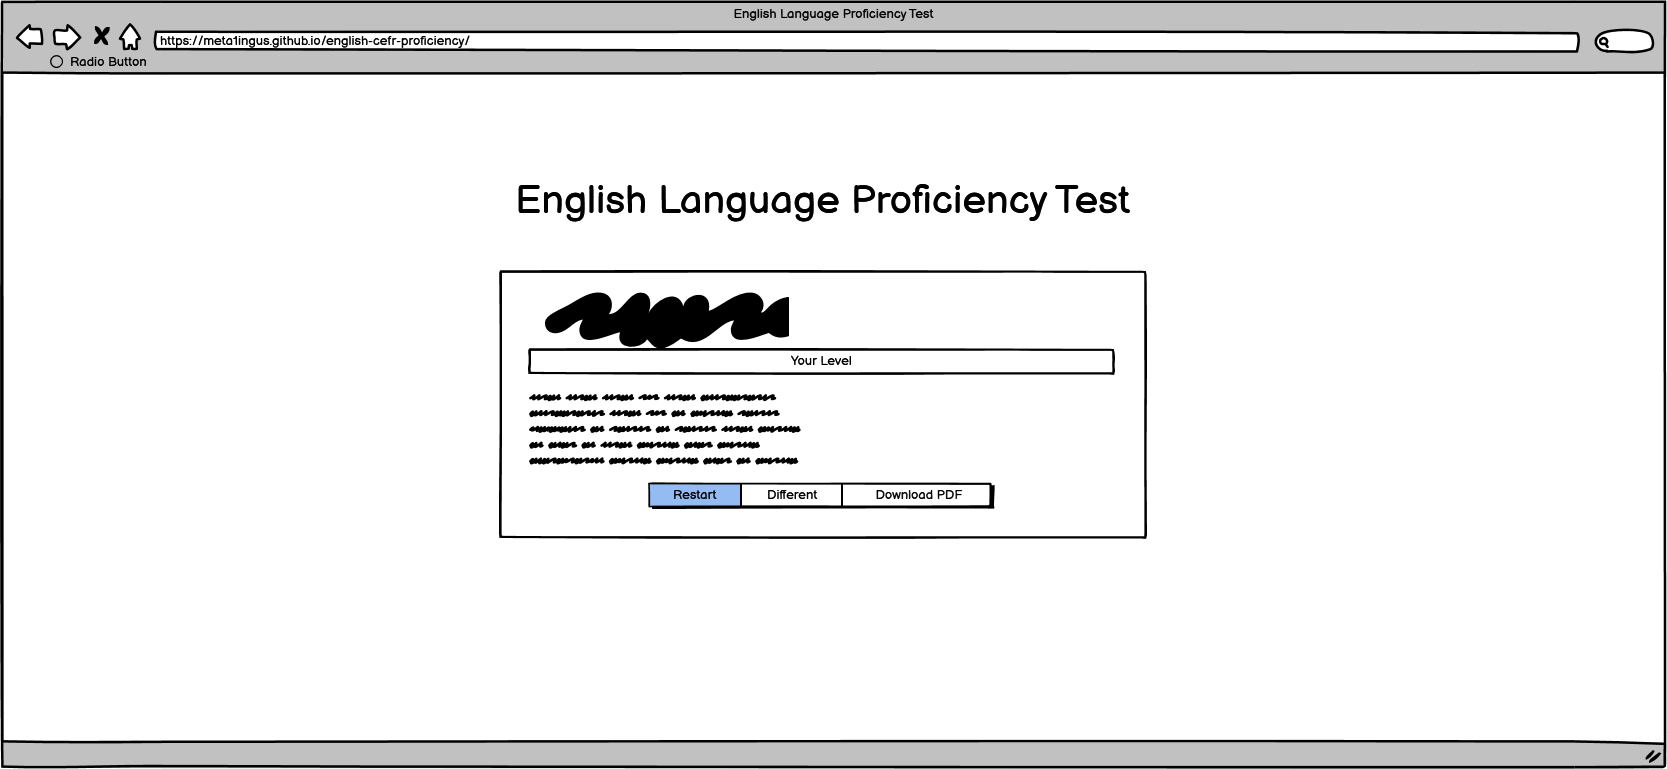 English Language Proficiency Test
https://meta1ingus.github.io/english-cefr-proficiency/
Radio Button
English Language Proficiency Test
Your Level
Restart Different Download PDF